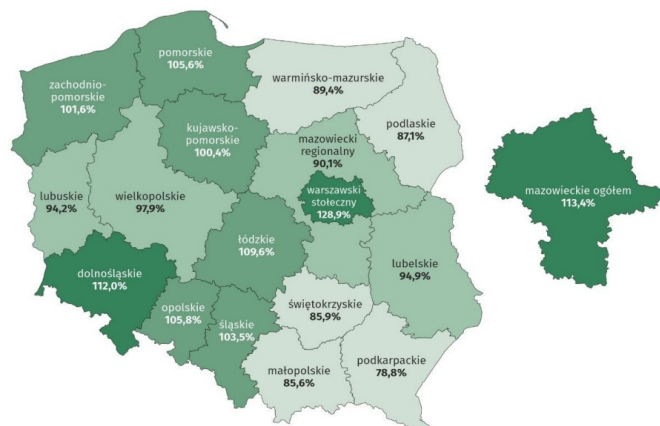 pomorskie
105,6%
warmińsko-mazurskie
89,4%
zachodnio-
pomorskie
101,6%
podlaskie
87,1%
kujawsko-
pomorskie
100,4%
mazowiecki
regionalny
90,1%
mazowieckie ogółem
113,4%
lubuskie
94,2%
wielkopolskie
97,9%
warszawski
stołeczny
128,9%
łódzkie
109,6%
lubelskie
94,9%
dolnośląskie
112,0%
opolskie
105,8%
śląskie
103,5%
świętokrzyskie
85,9%
małopolskie
85,6%
podkarpackie
78,8%